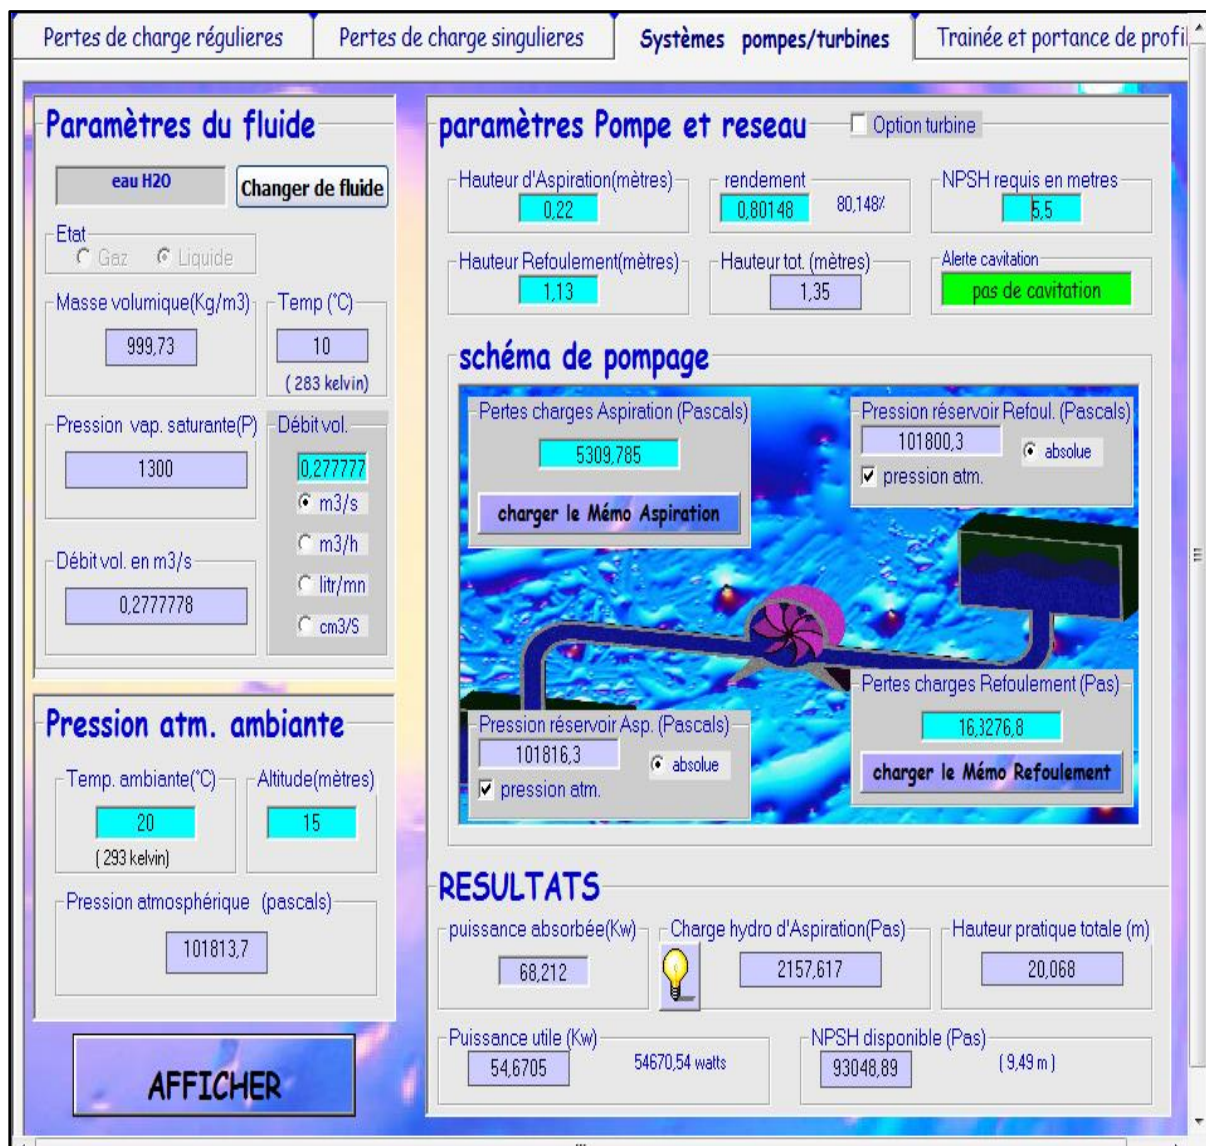 Pertes de charge régulieres
Pertes de charge singulieres
Systèmes pompes/turbines
Trainée et portance de profil
Paramètres du fluide
eau H2O
Changer de fluide
Etat
Gaz
Liquide
Masse volumique(Kg/m3)
999,73
Temp (°C)
10
( 283 kelvin)
Pression vap. saturante(P)
1300
Débit vol.
0,277777
m3/s
m3/h
litr/mn
cm3/S
Débit vol. en m3/s
0,2777778
Pression atm. ambiante
Temp. ambiante(°C)
20
( 293 kelvin)
Altitude(mètres)
15
Pression atmosphérique (pascals)
101813,7
AFFICHER
paramètres Pompe et reseau
Option turbine
Hauteur d'Aspiration(mètres)
0,22
rendement
0,80148
80,148%
NPSH requis en metres
5,5
Hauteur Refoulement(mètres)
1,13
Hauteur tot. (mètres)
1,35
Alerte cavitation
pas de cavitation
schéma de pompage
Pertes charges Aspiration (Pascals)
5309,785
charger le Mémo Aspiration
Pression réservoir Refoul. (Pascals)
101800,3
absolue
pression atm.
Pression réservoir Asp. (Pascals)
101816,3
absolue
pression atm.
Pertes charges Refoulement (Pas)
16,3276,8
charger le Mémo Refoulement
RESULTATS
puissance absorbée(Kw)
68,212
Charge hydro d'Aspiration(Pas)
2157,617
Hauteur pratique totale (m)
20,068
Puissance utile (Kw)
54,6705
54670,54 watts
NPSH disponible (Pas)
93048,89
( 9,49 m )